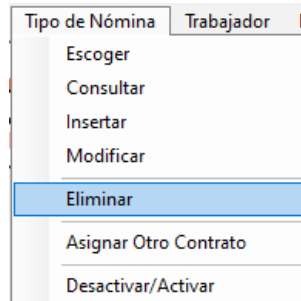 Tipo de Nómina Trabajador
Escoger
Consultar
Insertar
Modificar
Eliminar
Asignar Otro Contrato
Desactivar/Activar